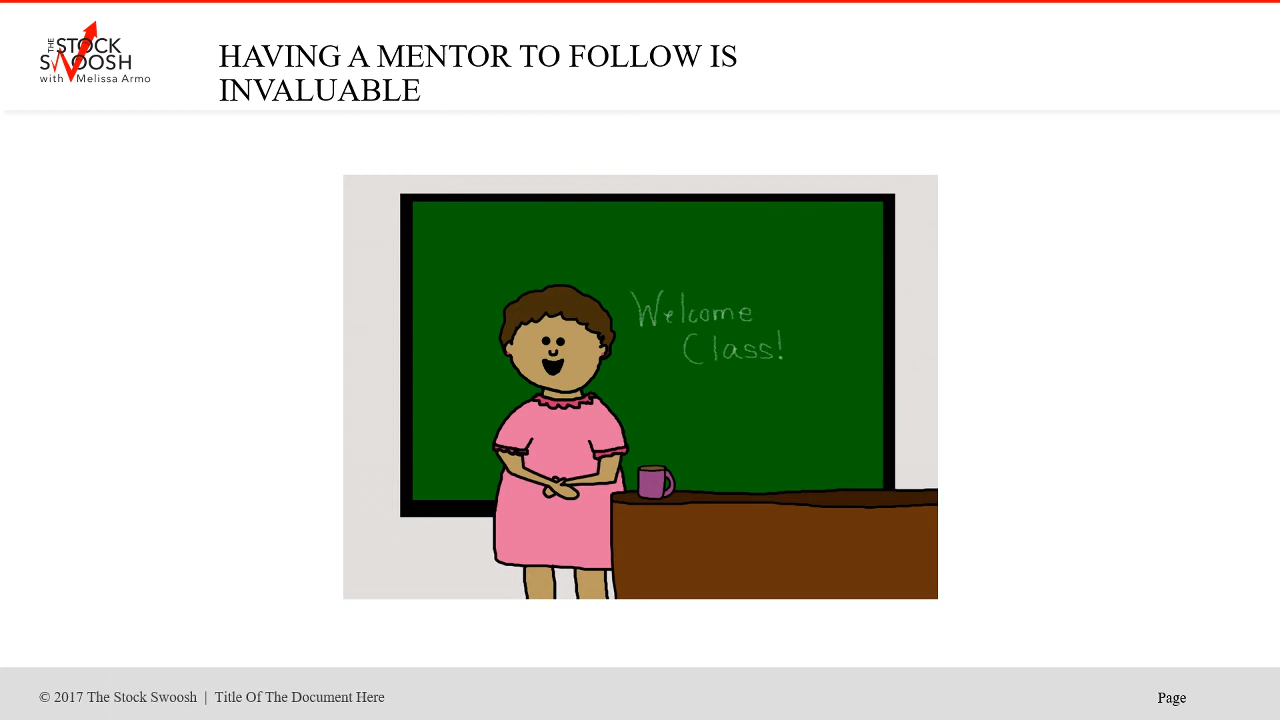 THE STOCK
SWOOSH
with Melissa Armo
HAVING A MENTOR TO FOLLOW IS
INVALUABLE
Welcome
Class!
© 2017 The Stock Swoosh | Title Of The Document Here
Page